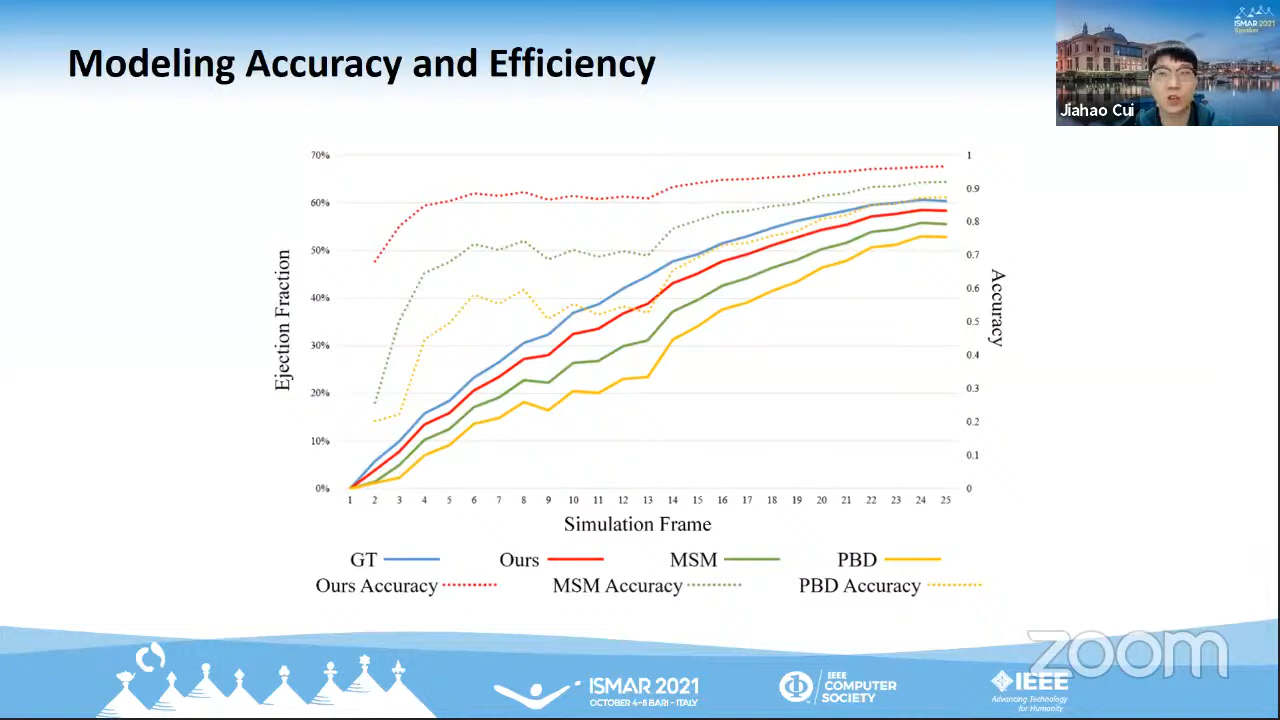 Modeling Accuracy and Efficiency
ISMAR 2021
Jiahao Cui
70%
60%
50%
40%
30%
20%
10%
0%
Ejection Fraction
1
0.9
0.8
0.7
0.6
0.5
0.4
0.3
0.2
0.1
0
Accuracy
1 2 3 4 5 6 7 8 9 10 11 12 13 14 15 16 17 18 19 20 21 22 23 24 25
Simulation Frame
GT Ours MSM PBD
Ours Accuracy MSM Accuracy PBD Accuracy
zoom
ISMAR 2021
OCTOBER 4-8 BARI - ITALY
IEEE
COMPUTER
SOCIETY
IEEE
Advancing Technology
for Humanity